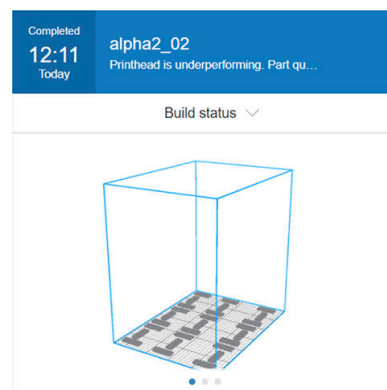 Completed
12:11
Today
alpha2_02
Printhead is underperforming. Part qu...
Build status